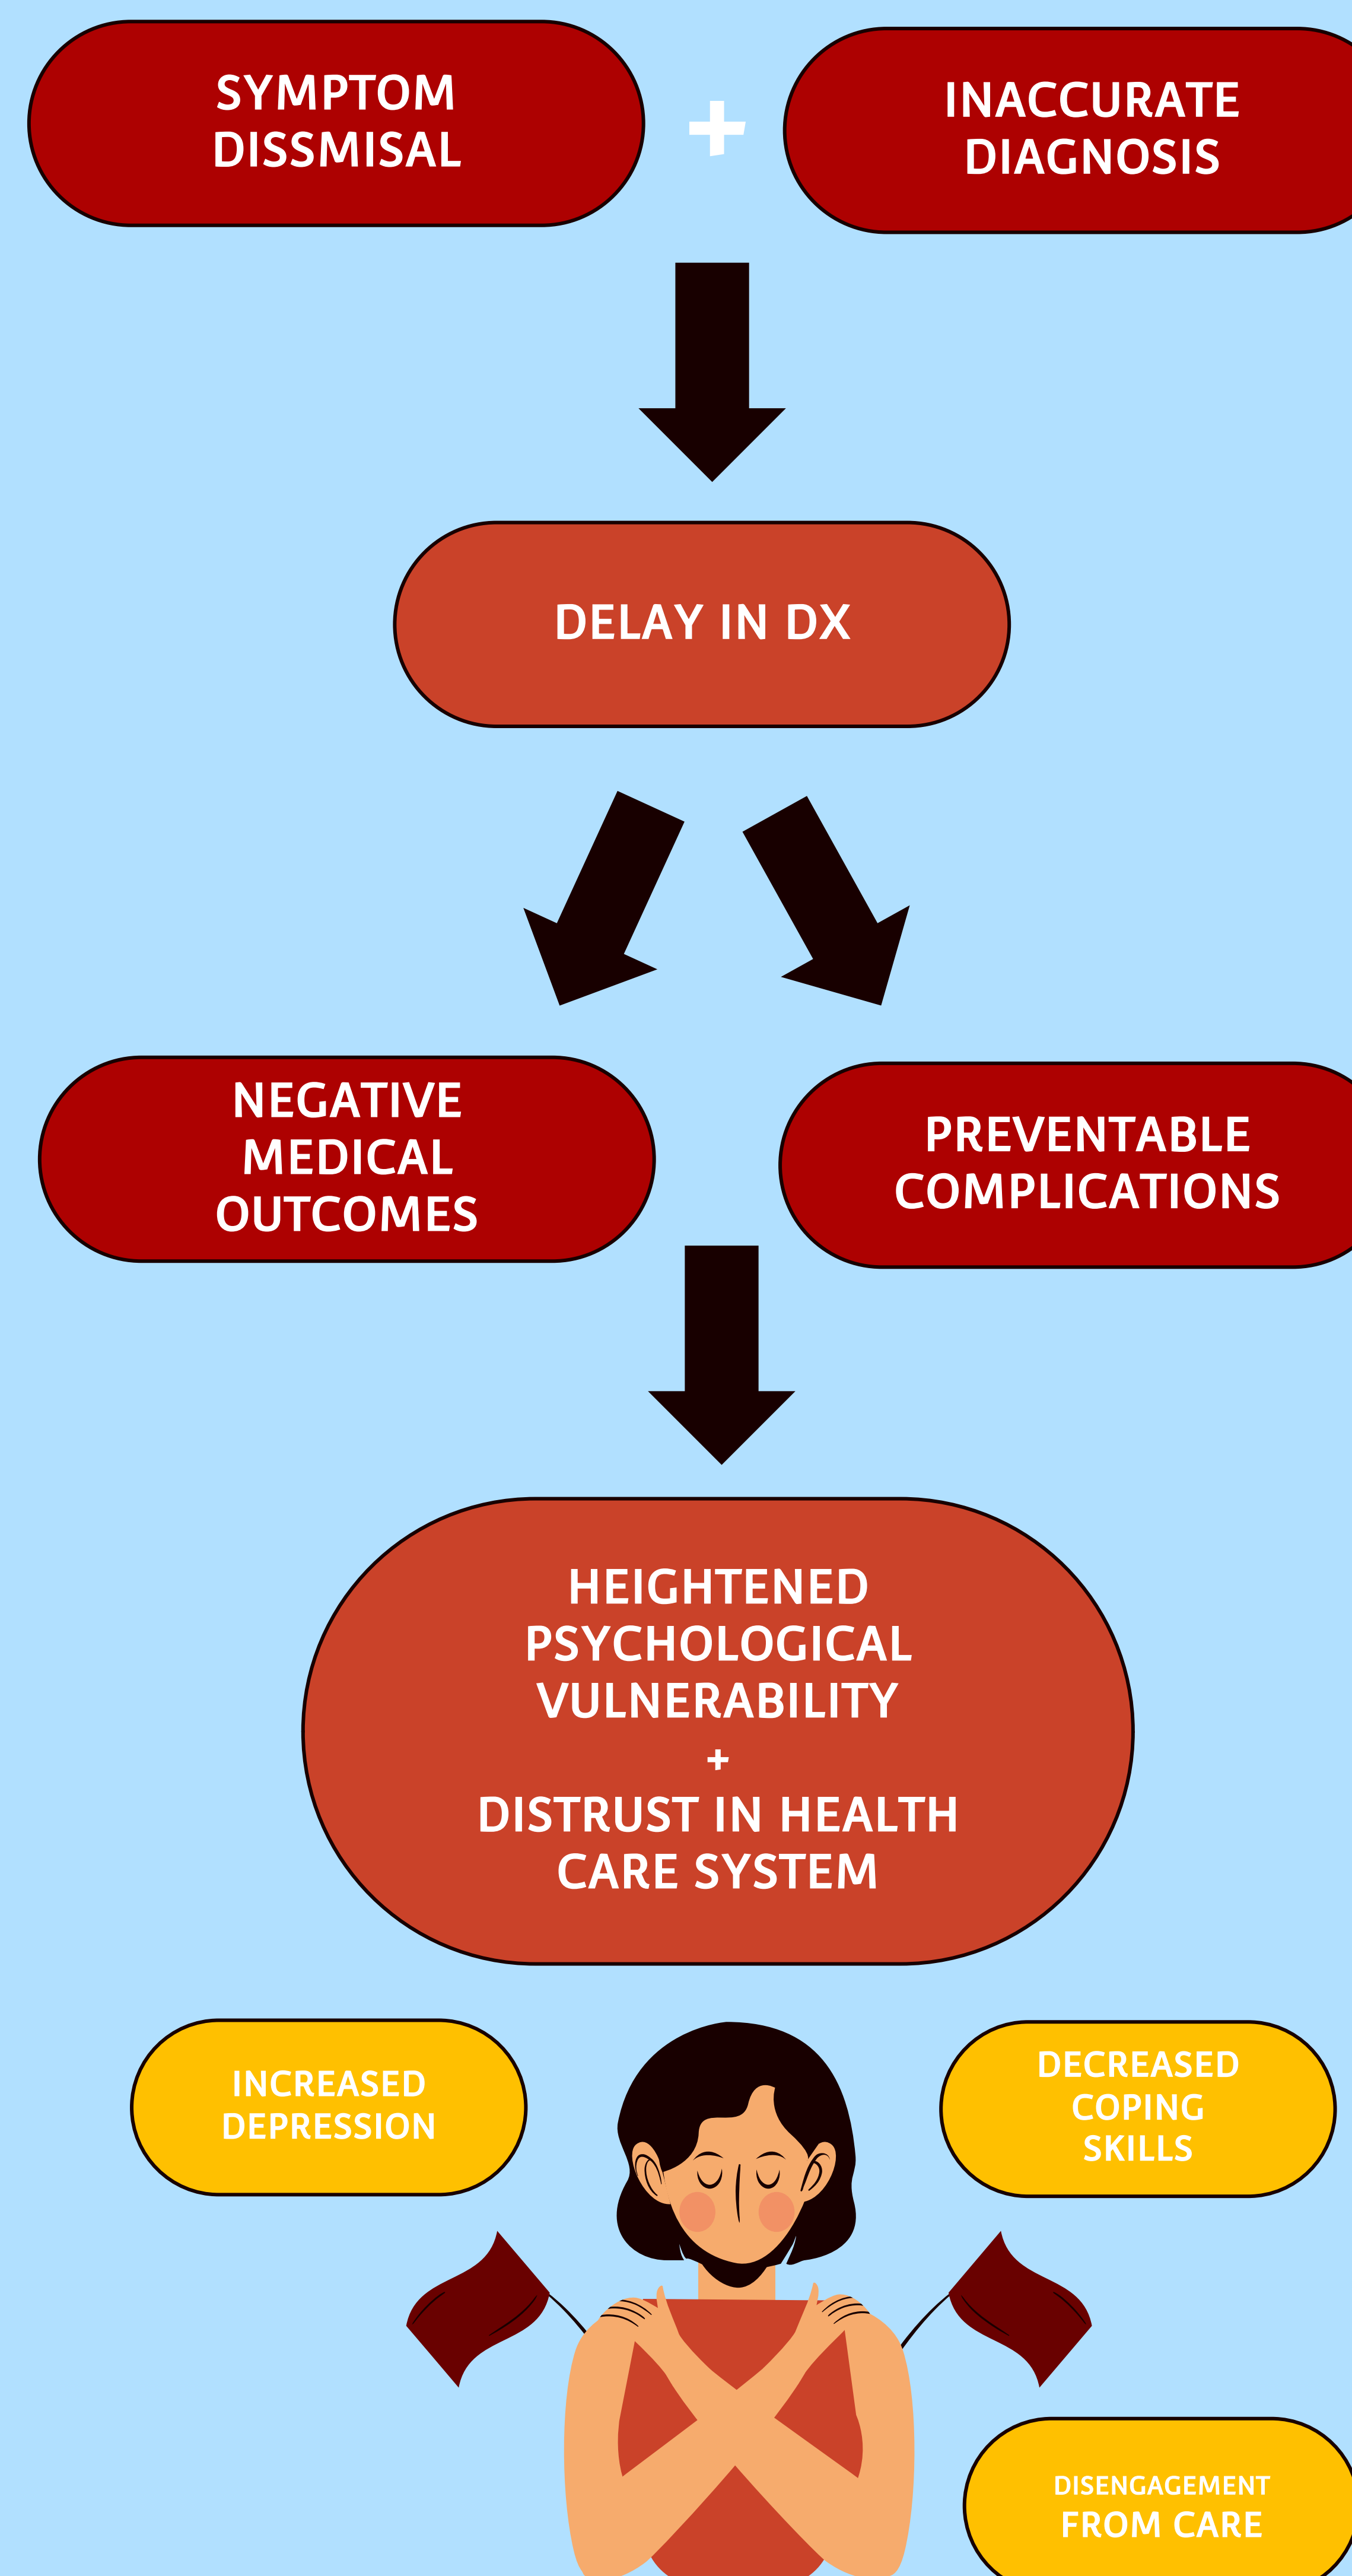 SYMPTOM
DISSMISAL
+
INACCURATE
DIAGNOSIS
DELAY IN DX
NEGATIVE
MEDICAL
OUTCOMES
PREVENTABLE
COMPLICATIONS
HEIGHTENED
PSYCHOLOGICAL
VULNERABILITY
+
DISTRUST IN HEALTH
CARE SYSTEM
INCREASED
DEPRESSION
DECREASED
COPING
SKILLS
DISENGAGEMENT
FROM CARE